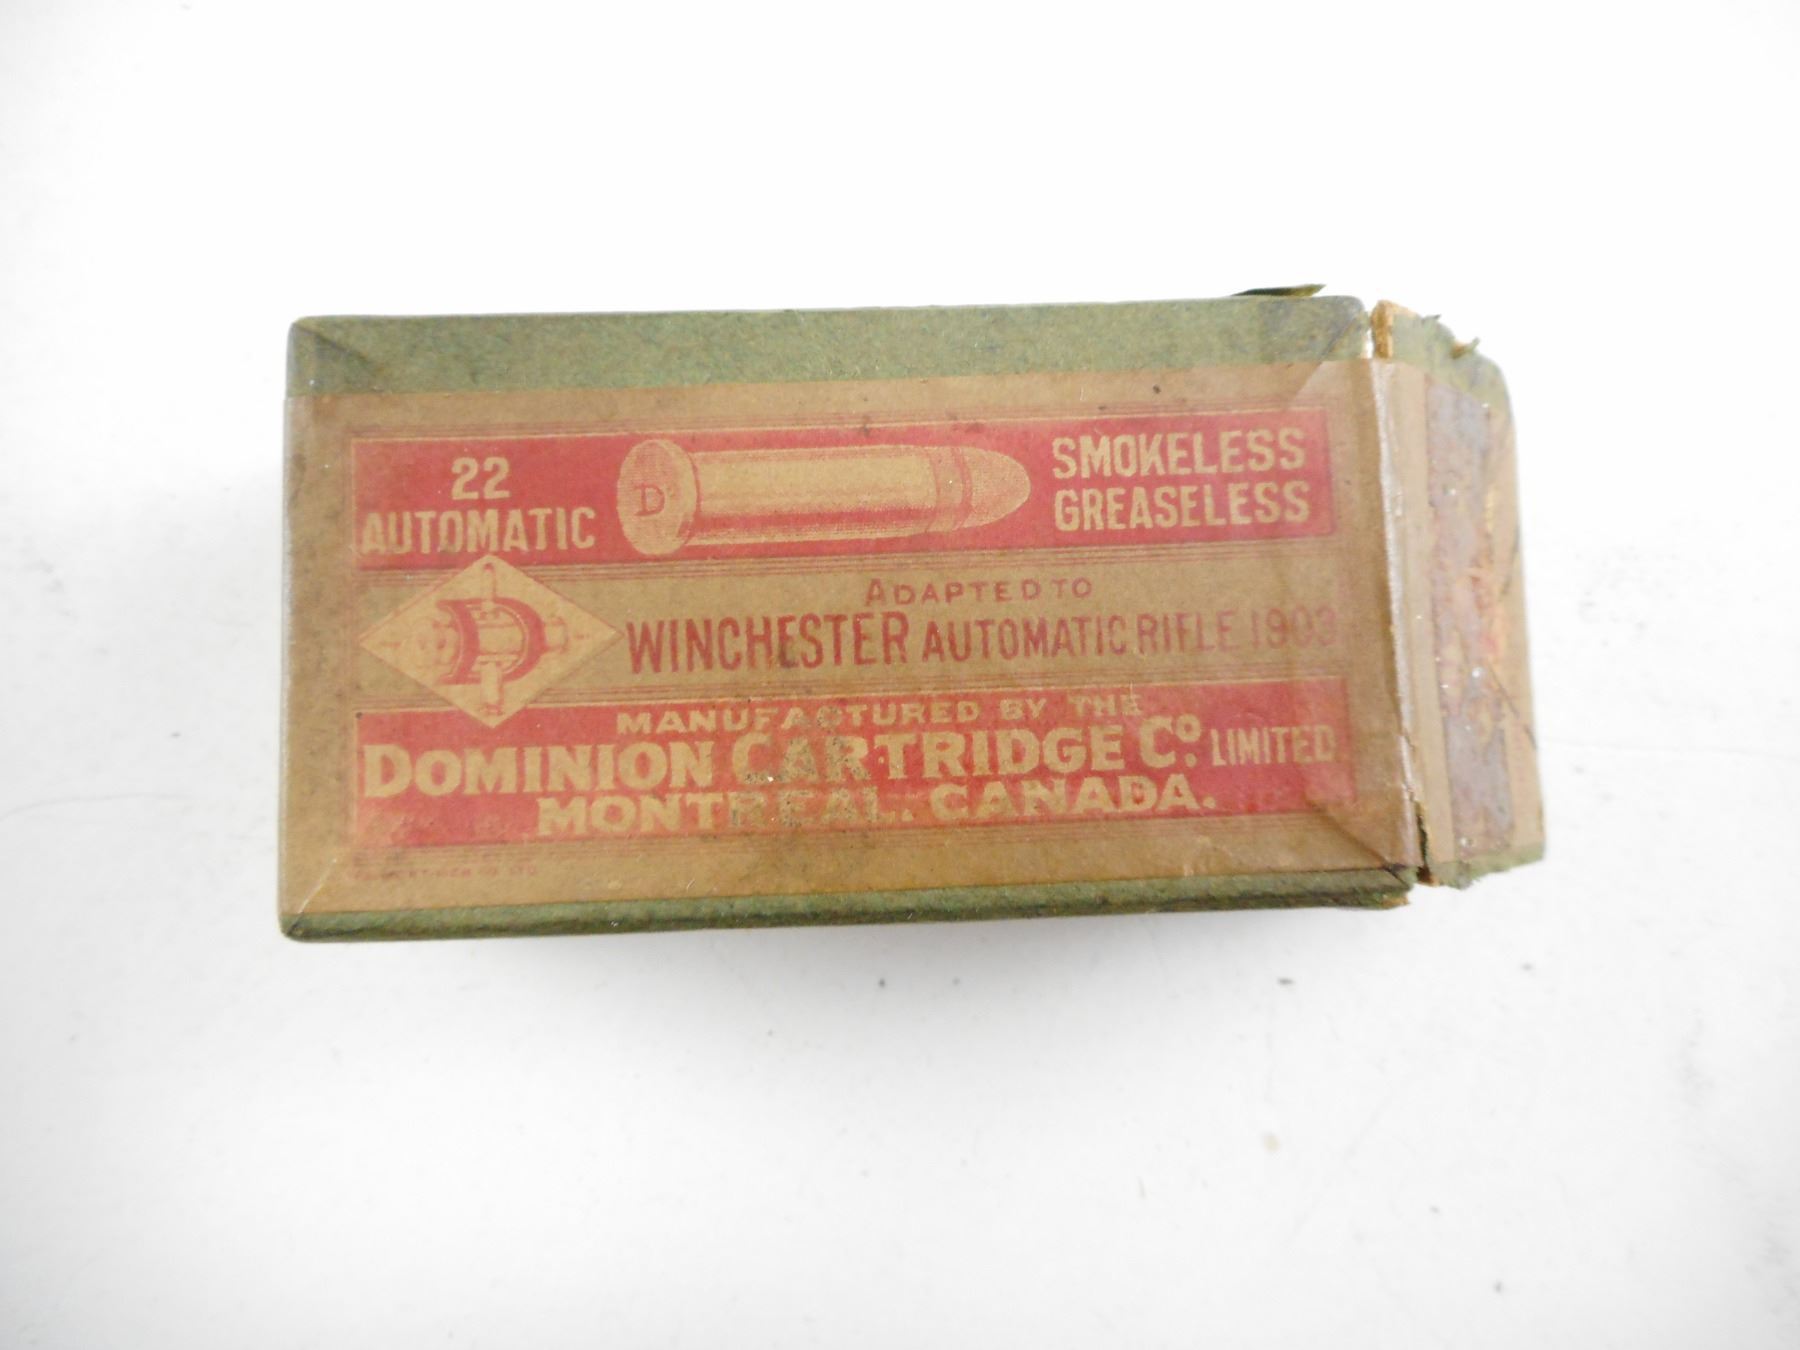 22
AUTOMATIC
D
SMOKELESS
GREASELESS
D
ADAPTED TO
WINCHESTER AUTOMATIC RIFLE 1903
MANUFACTURED BY THE
DOMINION CARTRIDGE Co. LIMITED
MONTREAL. CANADA.